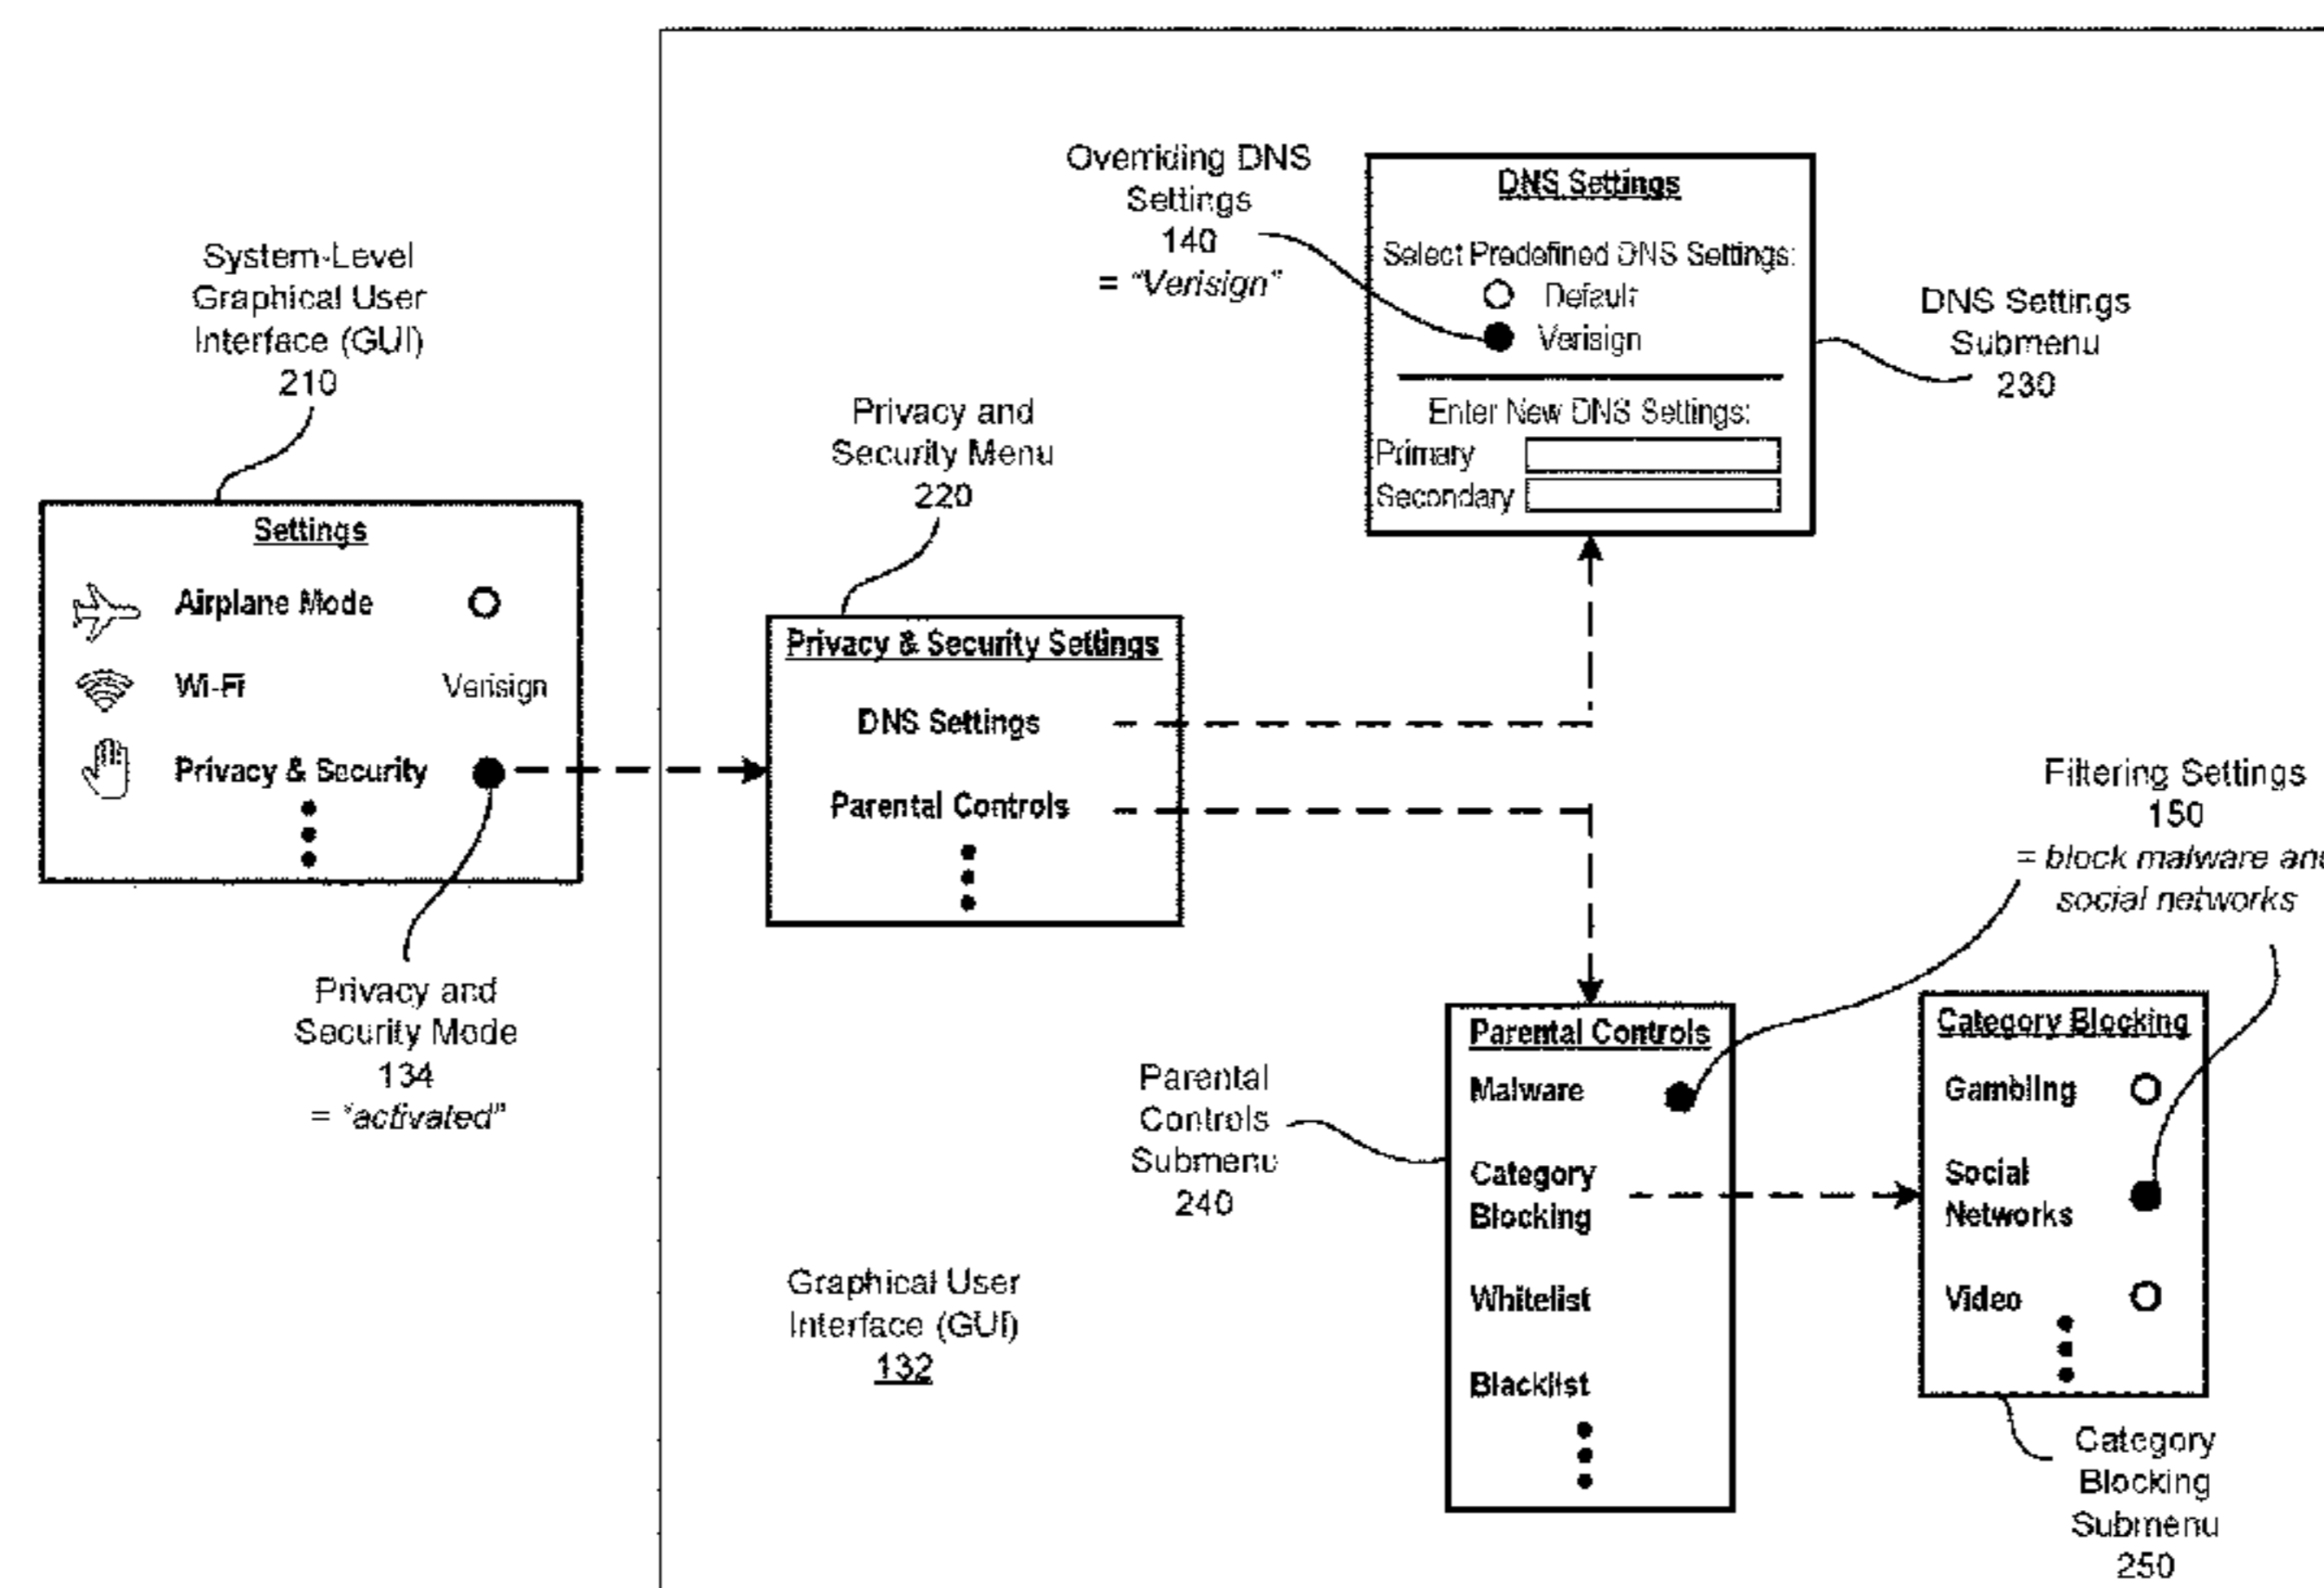 System-Level
Graphical User
Interface (GUI)
210
Settings
Airplane Mode
Wi-Fi
Verisign
Privacy & Security
Privacy and
Security Mode
134
= "activated"
Privacy and
Security Menu
220
Privacy & Security Settings
DNS Settings
Parental Controls
Overriding DNS
Settings
140
= "Verisign"
DNS Settings
Select Predefined DNS Settings:
Default
Verisign
Enter New DNS Settings:
Primary
Secondary
DNS Settings
Submenu
230
Filtering Settings
150
= block malware and
social networks
Parental Controls
Malware
Category
Blocking
Whitelist
Blacklist
Parental
Controls
Submenu
240
Category Blocking
Gambling
Social
Networks
Video
Category
Blocking
Submenu
250
Graphical User
Interface (GUI)
132